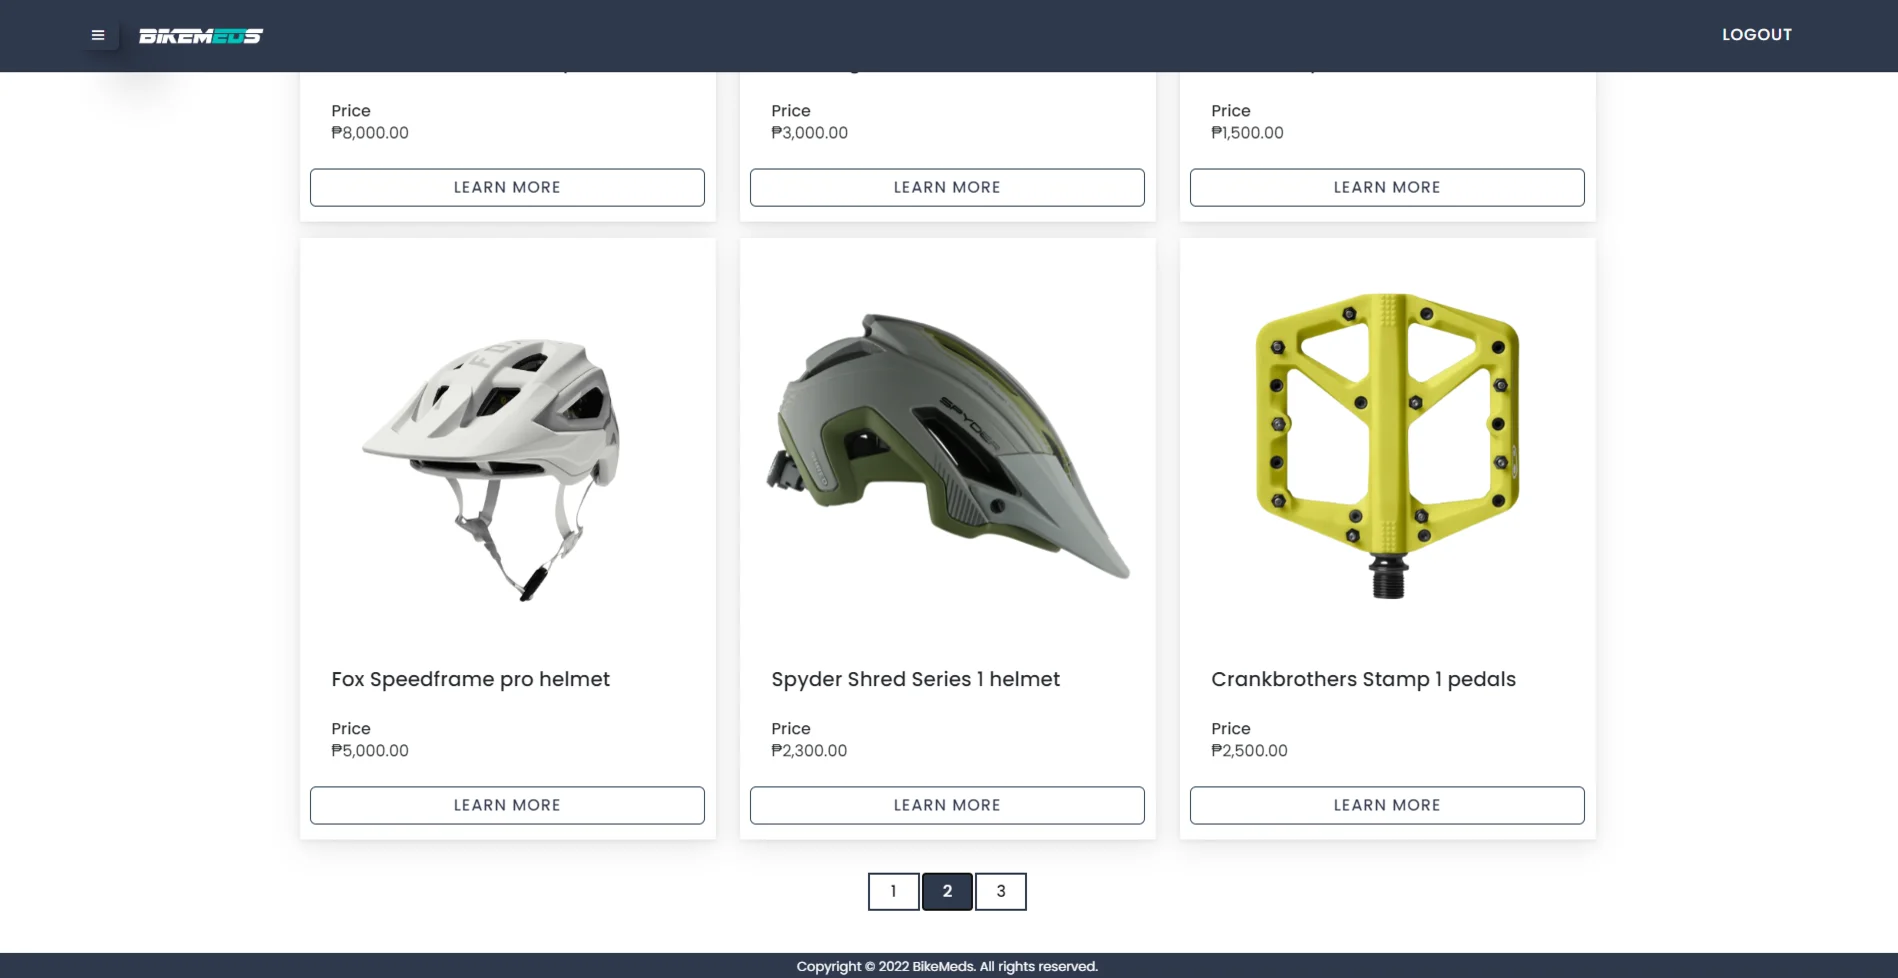 BIKEMEDS
LOGOUT
Price
₱8,000.00
Price
₱3,000.00
Price
₱1,500.00
LEARN MORE
LEARN MORE
LEARN MORE
SPYDER
Fox Speedframe pro helmet
Spyder Shred Series 1 helmet
Crankbrothers Stamp 1 pedals
Price
₱5,000.00
Price
₱2,300.00
Price
₱2,500.00
LEARN MORE
LEARN MORE
LEARN MORE
1
2
3
Copyright © 2022 BikeMeds. All rights reserved.